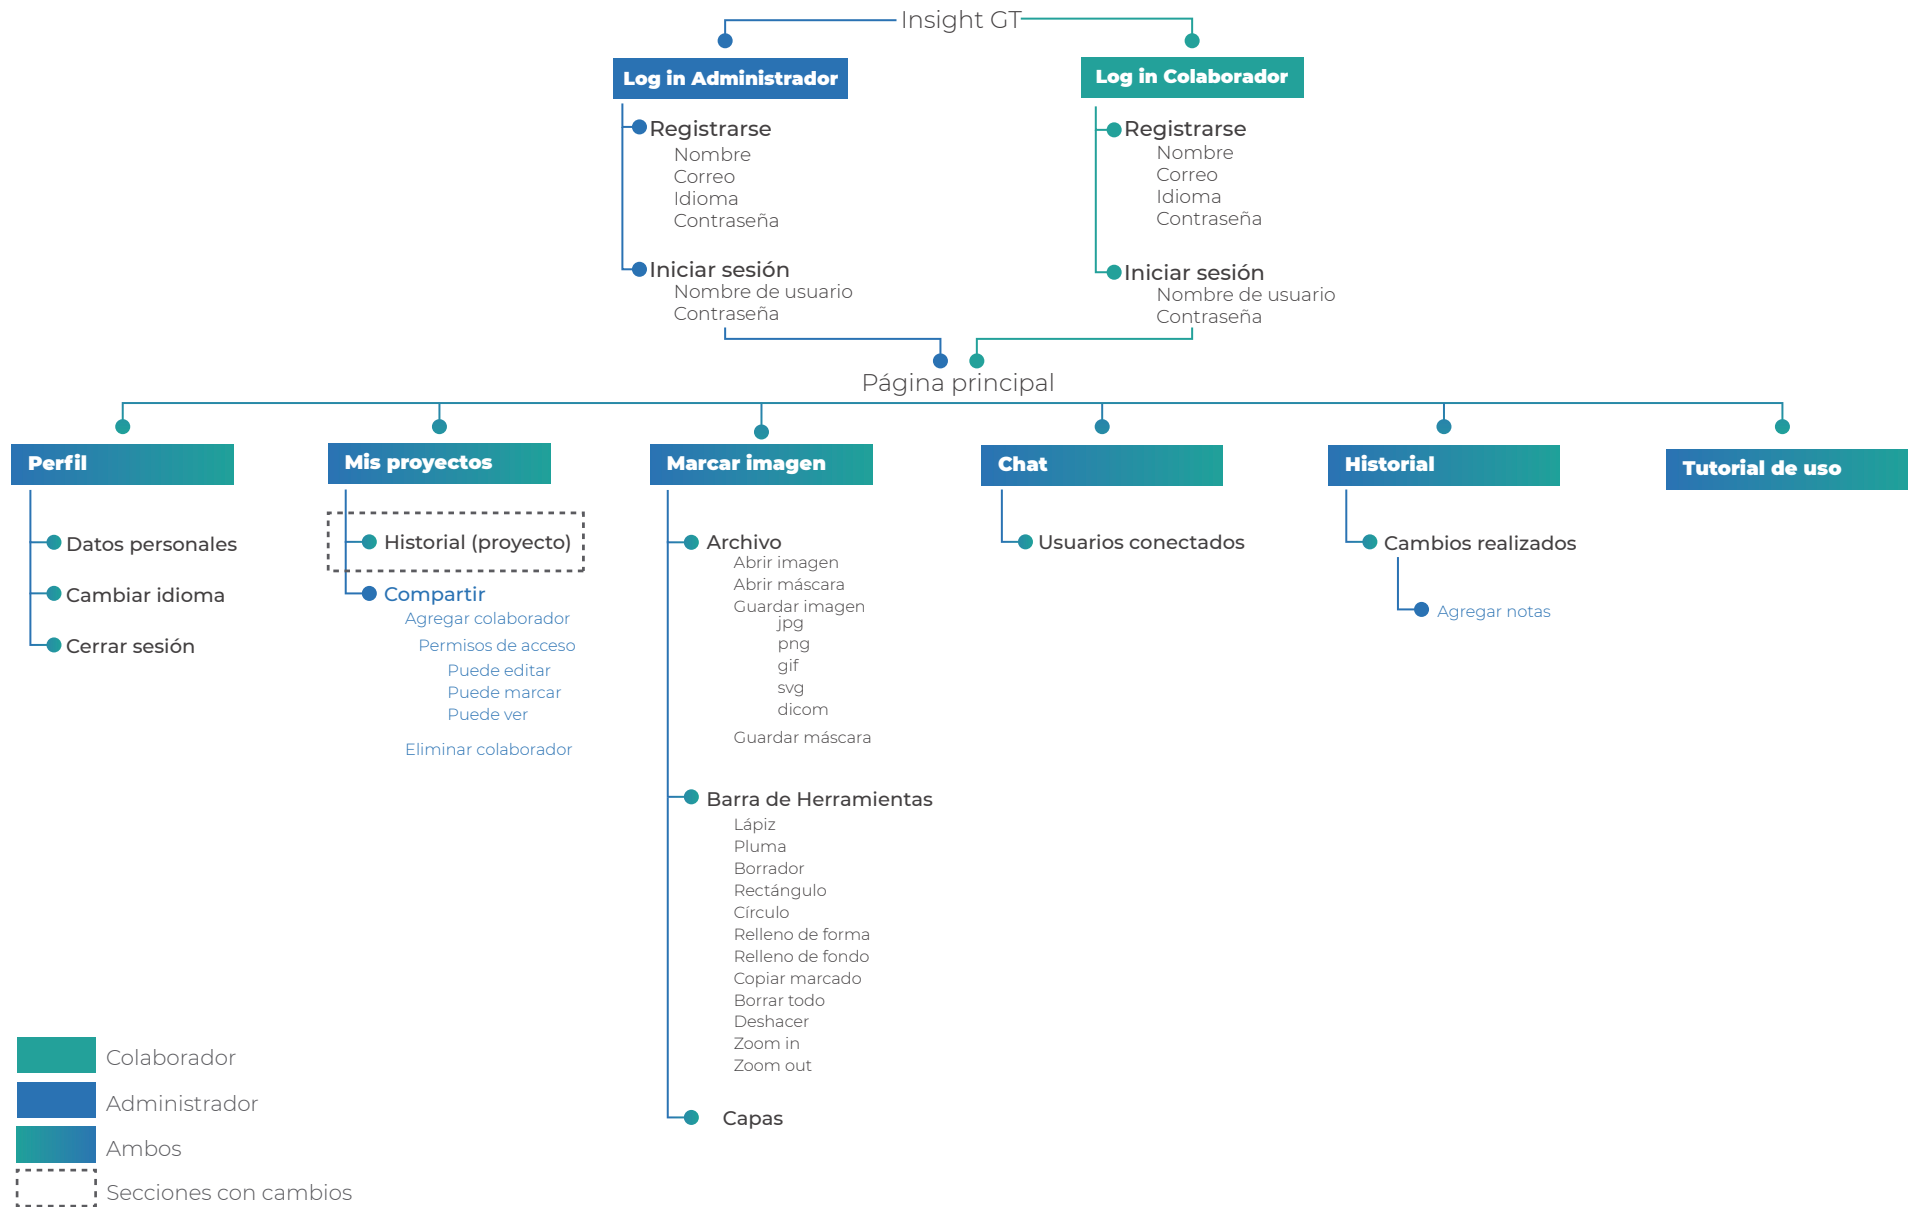 Insight GT
Log in Administrador
Registrarse
Nombre
Correo
Idioma
Contraseña
Iniciar sesión
Nombre de usuario
Contraseña
Log in Colaborador
Registrarse
Nombre
Correo
Idioma
Contraseña
Iniciar sesión
Nombre de usuario
Contraseña
Página principal
Perfil
Datos personales
Cambiar idioma
Cerrar sesión
Mis proyectos
Historial (proyecto)
Compartir
Agregar colaborador
Permisos de acceso
Puede editar
Puede marcar
Puede ver
Eliminar colaborador
Marcar imagen
Archivo
Abrir imagen
Abrir máscara
Guardar imagen
jpg
png
gif
svg
dicom
Guardar máscara
Barra de Herramientas
Lápiz
Pluma
Borrador
Rectángulo
Círculo
Relleno de forma
Relleno de fondo
Copiar marcado
Borrar todo
Deshacer
Zoom in
Zoom out
Capas
Chat
Usuarios conectados
Historial
Cambios realizados
Agregar notas
Tutorial de uso
Colaborador
Administrador
Ambos
Secciones con cambios